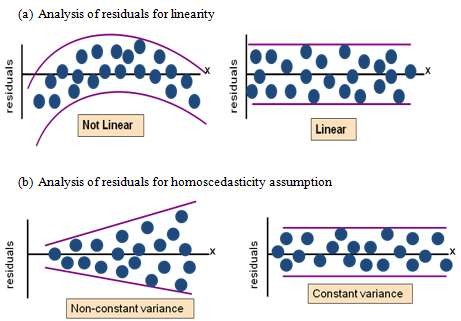 (a) Analysis of residuals for linearity
residuals
x
Not Linear
residuals
x
Linear
(b) Analysis of residuals for homoscedasticity assumption
residuals
x
Non-constant variance
residuals
x
Constant variance